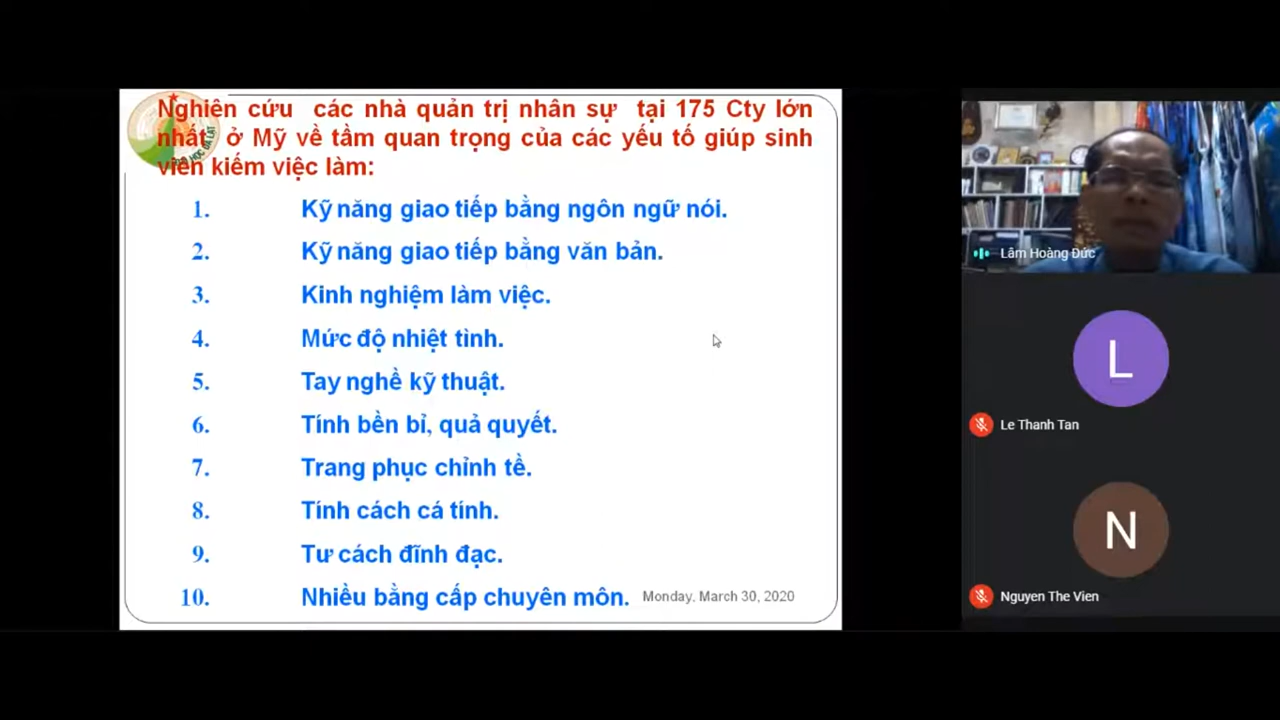 Nghiên cứu các nhà quản trị nhân sự tại 175 Cty lớn
nhất ở Mỹ về tầm quan trọng của các yếu tố giúp sinh
viên kiếm việc làm:
1. Kỹ năng giao tiếp bằng ngôn ngữ nói.
2. Kỹ năng giao tiếp bằng văn bản.
3. Kinh nghiệm làm việc.
4. Mức độ nhiệt tình.
5. Tay nghề kỹ thuật.
6. Tính bền bỉ, quả quyết.
7. Trang phục chỉnh tề.
8. Tính cách cá tính.
9. Tư cách đĩnh đạc.
10. Nhiều bằng cấp chuyên môn.
Monday, March 30, 2020
Lâm Hoàng Đức
L
Le Thanh Tan
N
Nguyen The Vien